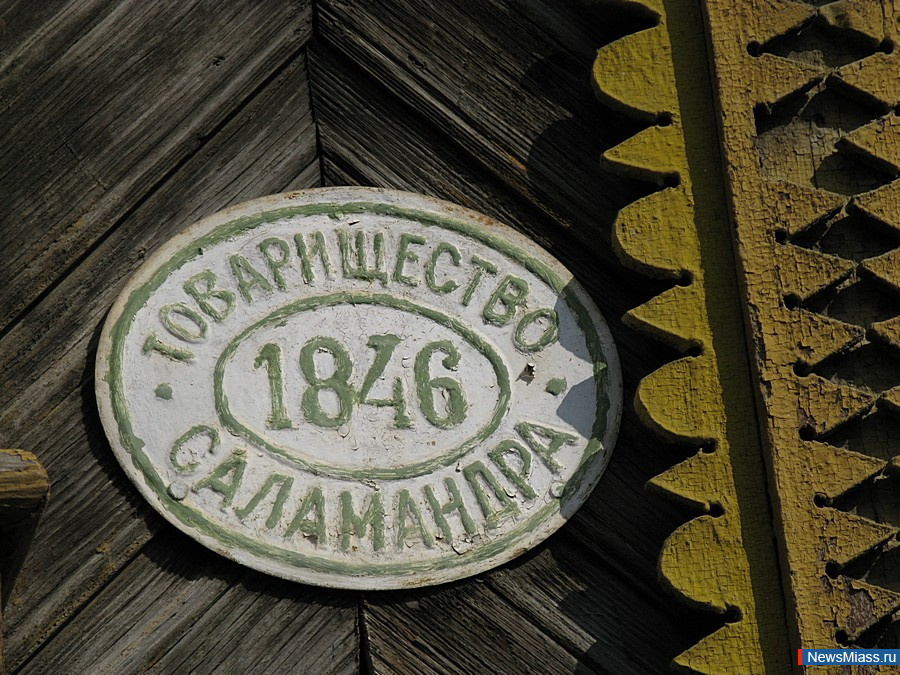 ТОВАРИЩЕСТВО
1846
САЛАМАНДРА
NewsMiass.ru